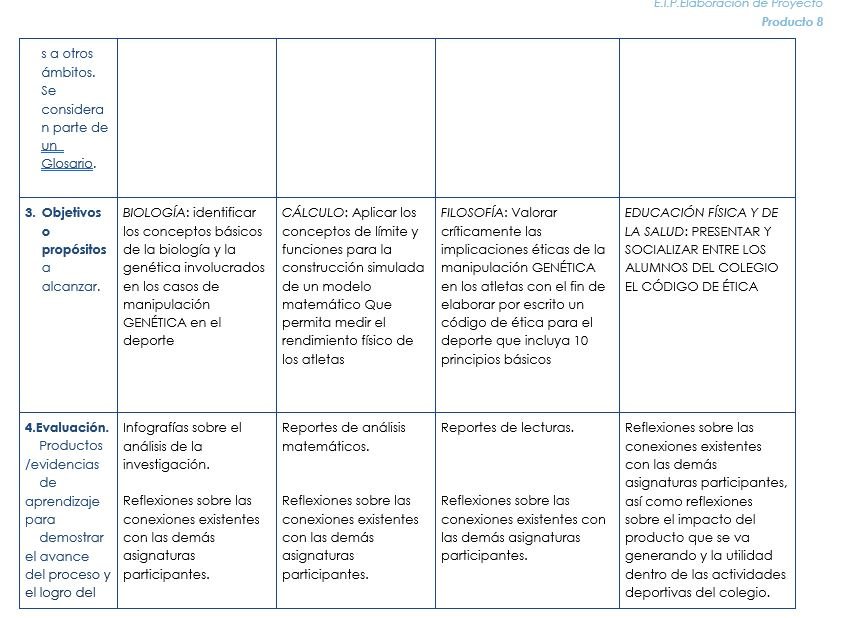 E.I.P.Elaboración de Proyecto
Producto 8
s a otros
ámbitos.
Se
considera
n parte de
un
Glosario.
3. Objetivos
o
propósitos
a
alcanzar.
BIOLOGÍA: identificar
los conceptos básicos
de la biología y la
genética involucrados
en los casos de
manipulación
GENÉTICA en el
deporte
CÁLCULO: Aplicar los
conceptos de límite y
funciones para la
construcción simulada
de un modelo
matemático Que
permita medir el
rendimiento físico de
los atletas
FILOSOFÍA: Valorar
críticamente las
implicaciones éticas de la
manipulación GENÉTICA
en los atletas con el fin de
elaborar por escrito un
código de ética para el
deporte que incluya 10
principios básicos
EDUCACIÓN FÍSICA Y DE
LA SALUD: PRESENTAR Y
SOCIALIZAR ENTRE LOS
ALUMNOS DEL COLEGIO
EL CÓDIGO DE ÉTICA
4.Evaluación.
Productos
/evidencias
de
aprendizaje
para
demostrar
el avance
del proceso y
el logro del
Infografías sobre el
análisis de la
investigación.
Reflexiones sobre las
conexiones existentes
con las demás
asignaturas
participantes.
Reportes de análisis
matemáticos.
Reflexiones sobre las
conexiones existentes
con las demás
asignaturas
participantes.
Reportes de lecturas.
Reflexiones sobre las
conexiones existentes con
las demás asignaturas
participantes.
Reflexiones sobre las
conexiones existentes
con las demás
asignaturas participantes,
así como reflexiones
sobre el impacto del
producto que se va
generando y la utilidad
dentro de las actividades
deportivas del colegio.